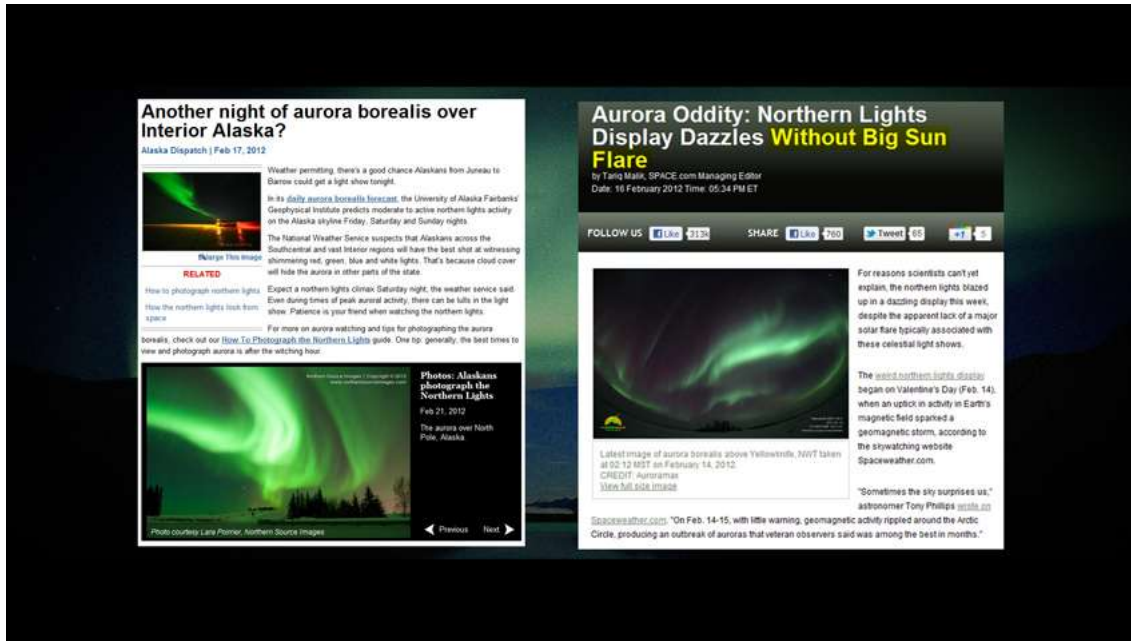 Another night of aurora borealis over
Interior Alaska?
Alaska Dispatch | Feb 17, 2012
Weather permitting, there's a good chance Alaskans from Juneau to
Barrow could get a light show tonight.
In its daily aurora borealis forecast, the University of Alaska Fairbanks'
Geophysical Institute predicts moderate to active northern lights activity
on the Alaska skyline Friday, Saturday and Sunday nights.
The National Weather Service suspects that Alaskans across the
Southcentral and vast Interior regions will have the best shot at witnessing
shimmering red, green, blue and white lights. That's because cloud cover
will hide the aurora in other parts of the state.
Enlarge This Image
RELATED
How to photograph northern lights
How the northern lights look from
space
Expect a northern lights climax Saturday night, the weather service said.
Even during times of peak auroral activity, there can be lulls in the light
show. Patience is your friend when watching the northern lights.
For more on aurora watching and tips for photographing the aurora
borealis, check out our How To Photograph the Northern Lights guide. One tip: generally, the best times to
view and photograph aurora is after the witching hour.
Photos: Alaskans
photograph the
Northern Lights
Feb 21, 2012
The aurora over North
Pole, Alaska.
Previous Next
Photo courtesy Lara Poirrier, Northern Source Images
Aurora Oddity: Northern Lights
Display Dazzles Without Big Sun
Flare
by Tariq Malik, SPACE.com Managing Editor
Date: 16 February 2012 Time: 05:34 PM ET
FOLLOW US Like 313k SHARE Like 760 Tweet 65 +1 5
For reasons scientists can't yet
explain, the northern lights blazed
up in a dazzling display this week,
despite the apparent lack of a major
solar flare typically associated with
these celestial light shows.
The weird northern lights display
began on Valentine's Day (Feb. 14),
when an uptick in activity in Earth's
magnetic field sparked a
geomagnetic storm, according to
the skywatching website
Spaceweather.com.
Latest image of aurora borealis above Yellowknife, NWT taken
at 02:12 MST on February 14, 2012.
CREDIT: Auroramax
View full size image
"Sometimes the sky surprises us,"
astronomer Tony Phillips wrote on
Spaceweather.com. "On Feb. 14-15, with little warning, geomagnetic activity rippled around the Arctic
Circle, producing an outbreak of auroras that veteran observers said was among the best in months."